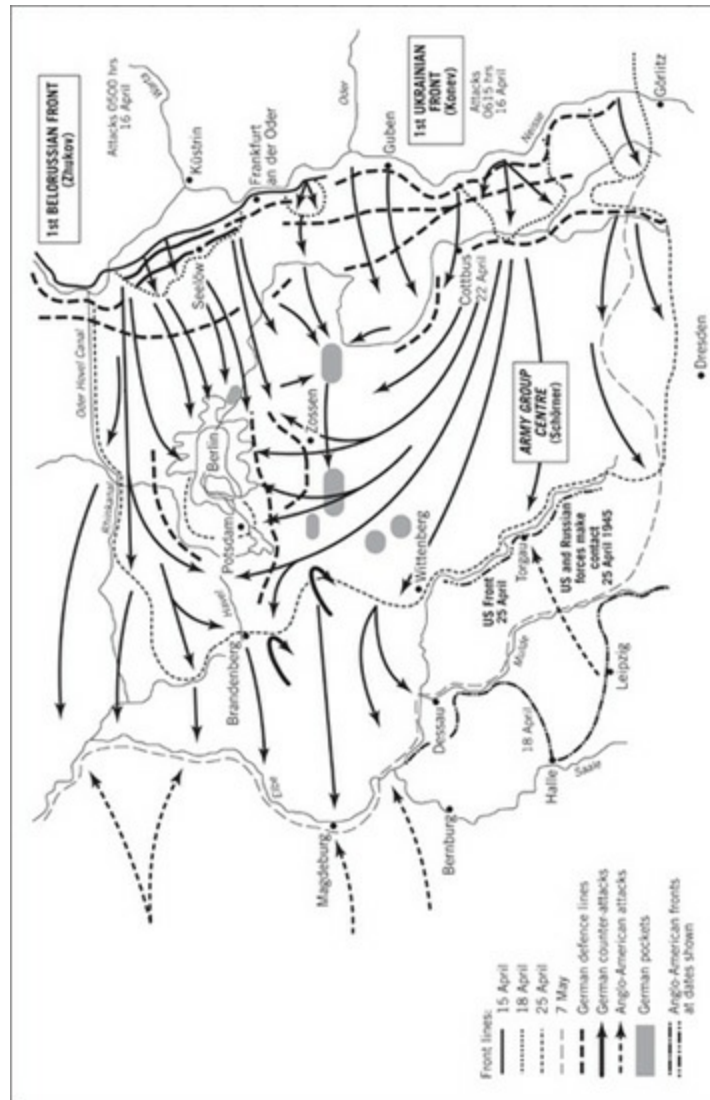 1st BELORUSSIAN FRONT
(Zhukov)
Attacks 0500 hrs
16 April
Warta
Küstrin
Oder
Frankfurt
an der Oder
Guben
1st UKRAINIAN
FRONT
(Konev)
Attacks
0615 hrs
16 April
Neisse
Görlitz
Oder Havel Canal
Seelow
Cottbus
22 April
Dresden
Rhinkanal
Berlin
Zossen
Potsdam
ARMY GROUP
CENTRE
(Schörner)
Havel
Brandenberg
Wittenberg
US Front
25 April
Torgau
US and Russian
forces make
contact
25 April 1945
Elbe
Magdeburg
Dessau
Mulde
Leipzig
18 April
Bernburg
Halle
Saale
Front lines:
15 April
18 April
25 April
7 May
German defence lines
German counter-attacks
Anglo-American attacks
German pockets
Anglo-American fronts
at dates shown